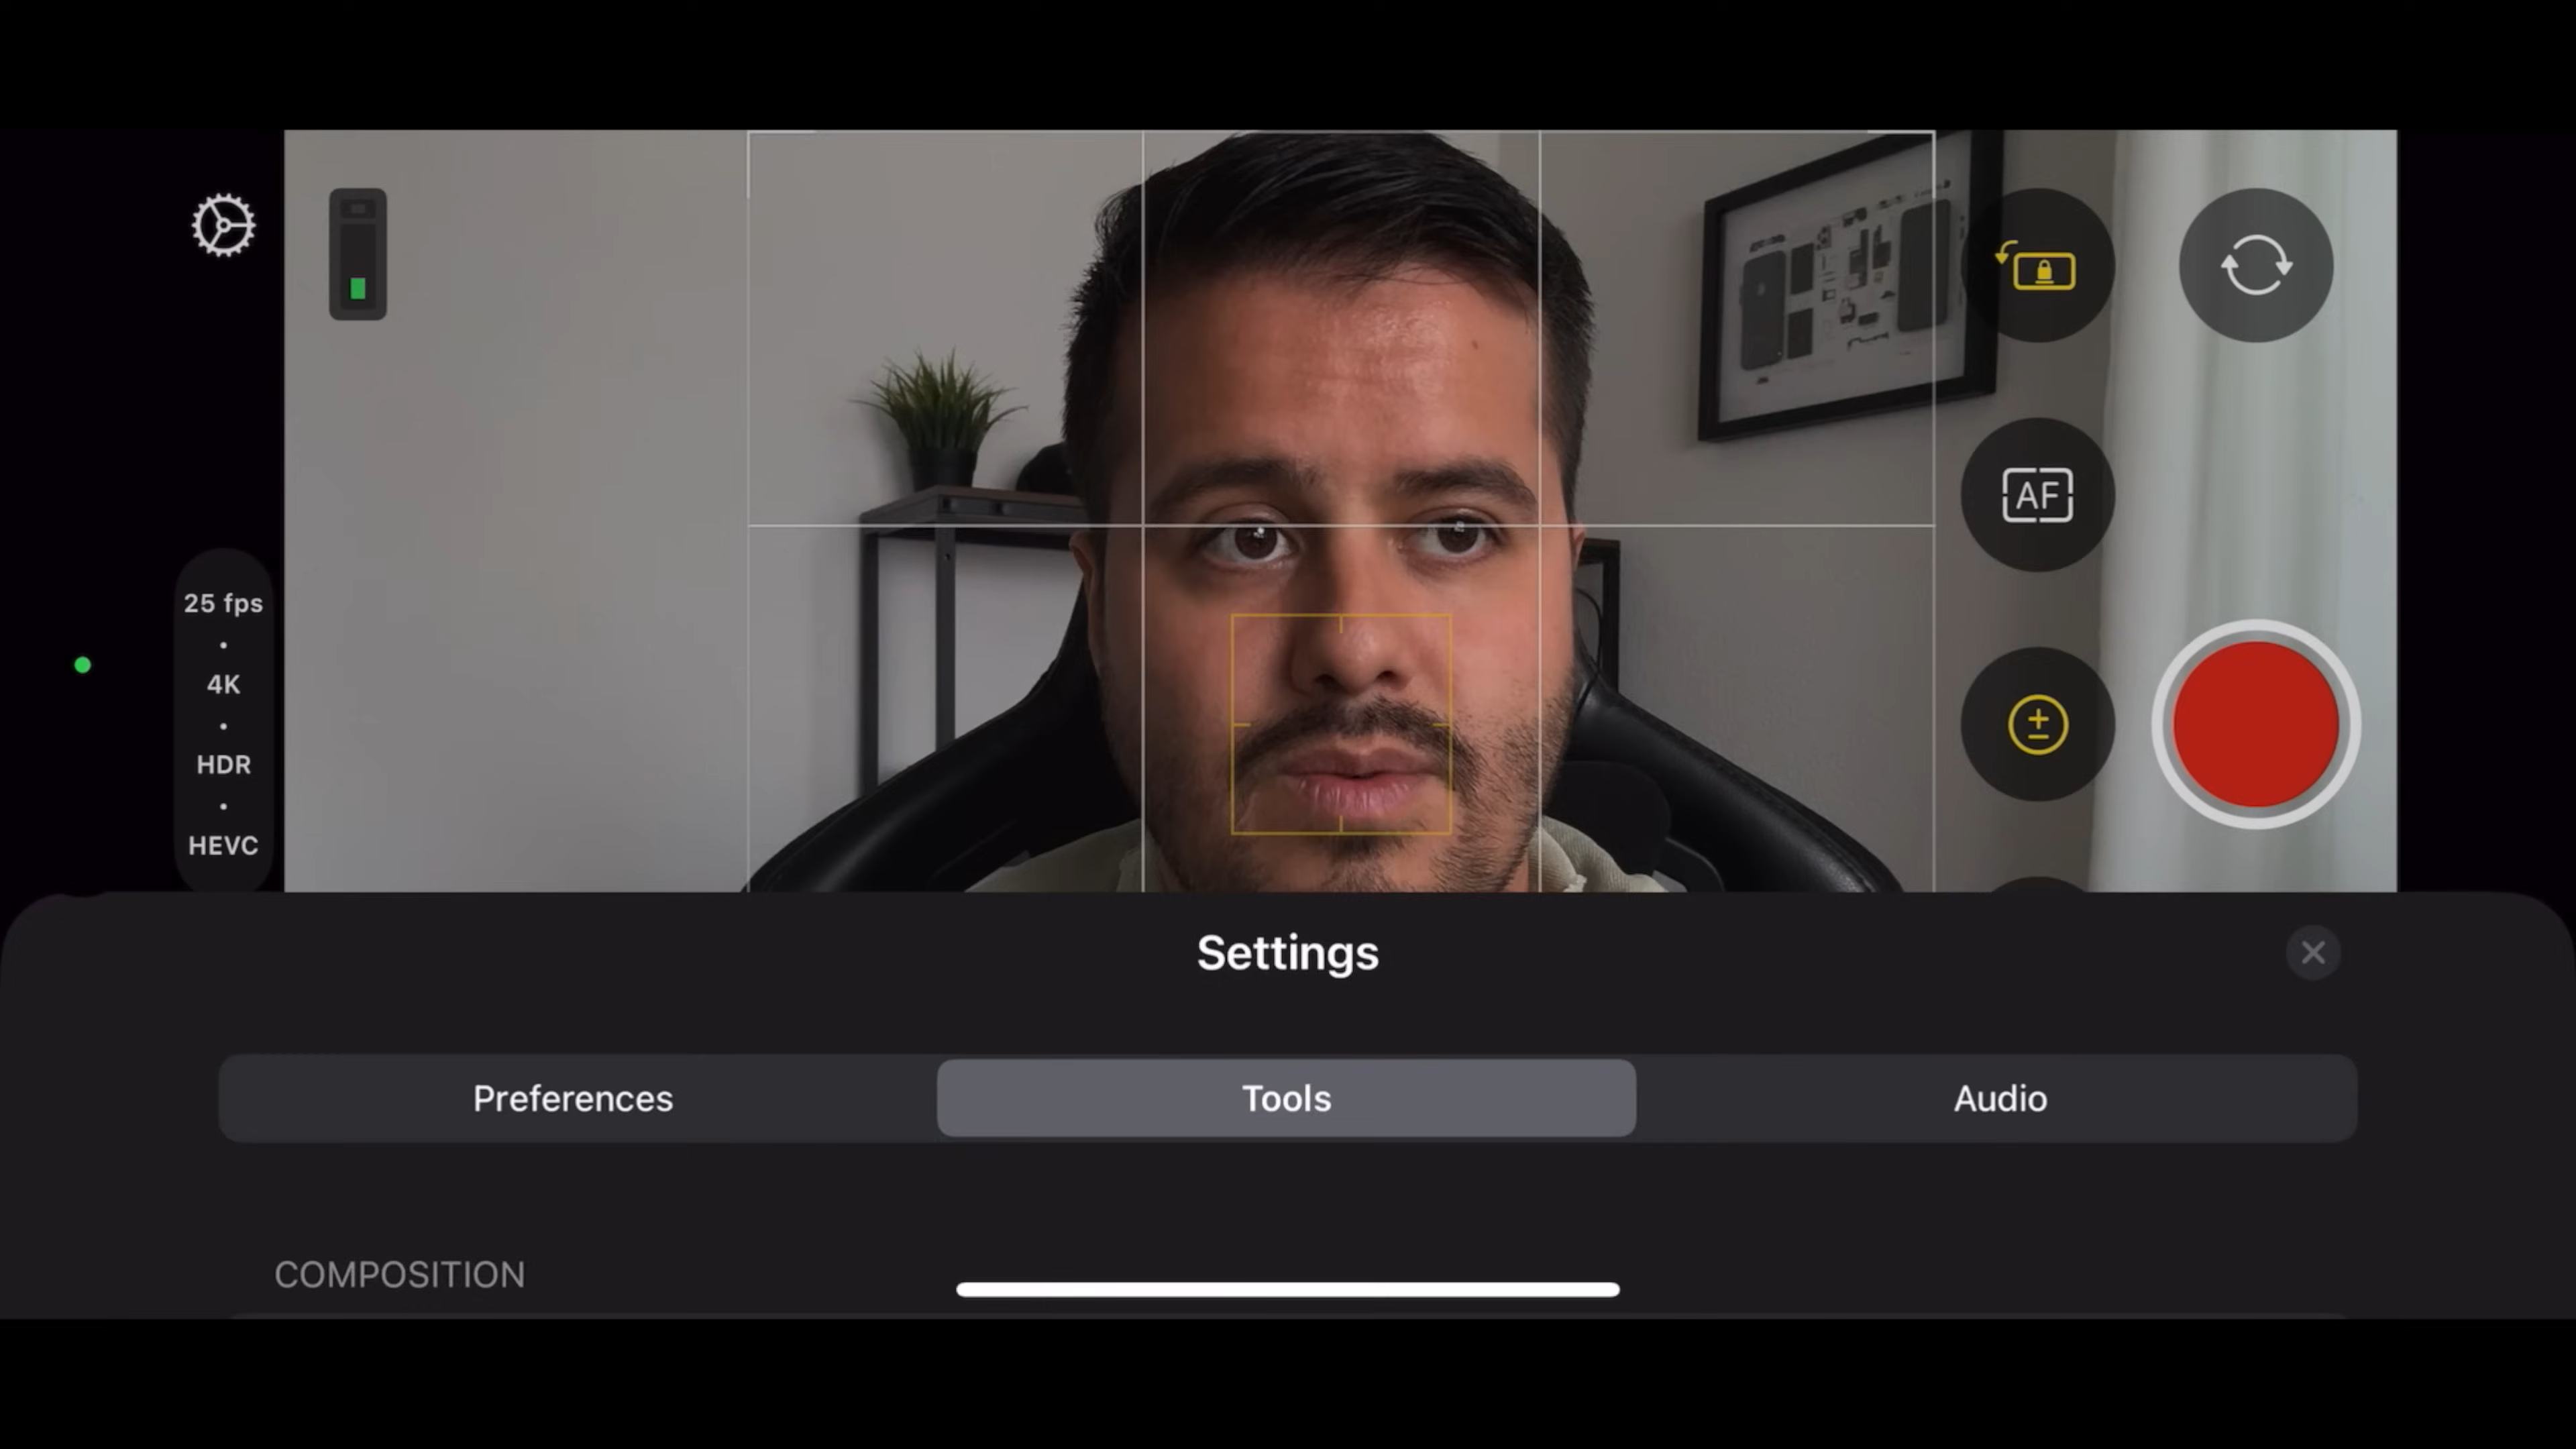 AF
25 fps
4K
HDR
HEVC
Settings
Preferences
Tools
Audio
COMPOSITION